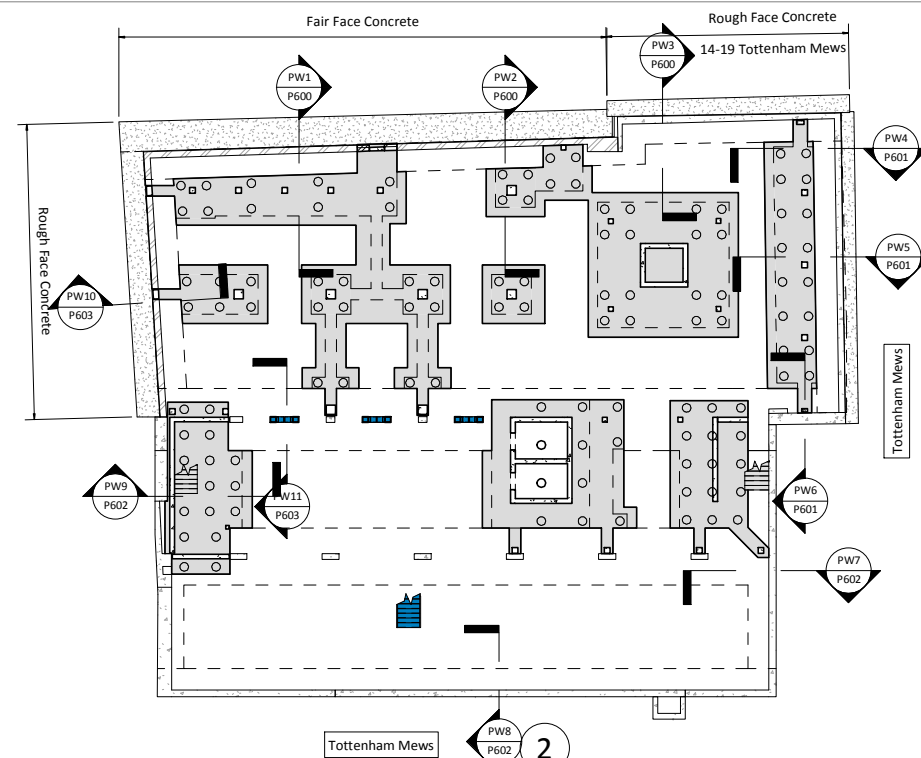 Fair Face Concrete
Rough Face Concrete
14-19 Tottenham Mews
PW1
P600
PW2
P600
PW3
P600
PW4
P601
Rough Face Concrete
PW5
P601
PW10
P603
Tottenham Mews
PW9
P602
PW11
P603
PW6
P601
PW7
P602
Tottenham Mews
PW8
P602
2